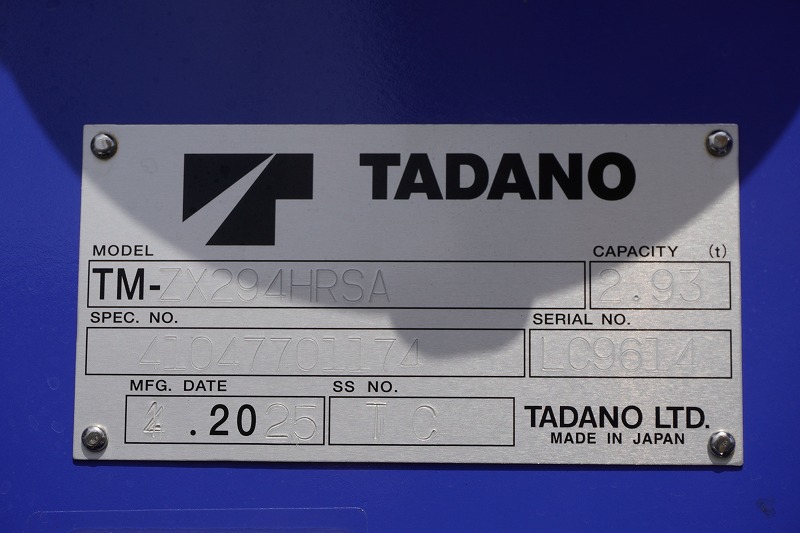 TADANO
MODEL CAPACITY (t)
TM-ZX294HRSA 2.93
SPEC. NO. SERIAL NO.
41047701174 LC9614
MFG. DATE SS NO.
4 .2025 TC TADANO LTD.
MADE IN JAPAN